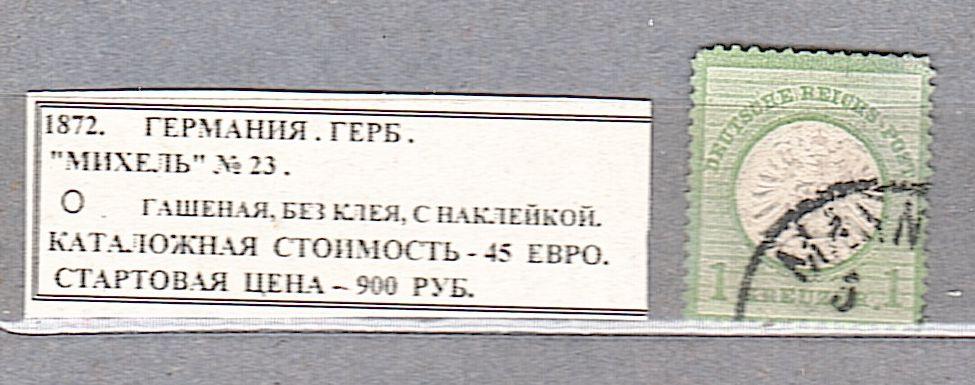 1872. ГЕРМАНИЯ. ГЕРБ.
"МИХЕЛЬ" № 23.
О ГАШЕНАЯ, БЕЗ КЛЕЯ, С НАКЛЕЙКОЙ.
КАТАЛОЖНАЯ СТОИМОСТЬ - 45 ЕВРО.
СТАРТОВАЯ ЦЕНА – 900 РУБ.
DEUTSCHE REICHS-POST
1 KREUZER 1